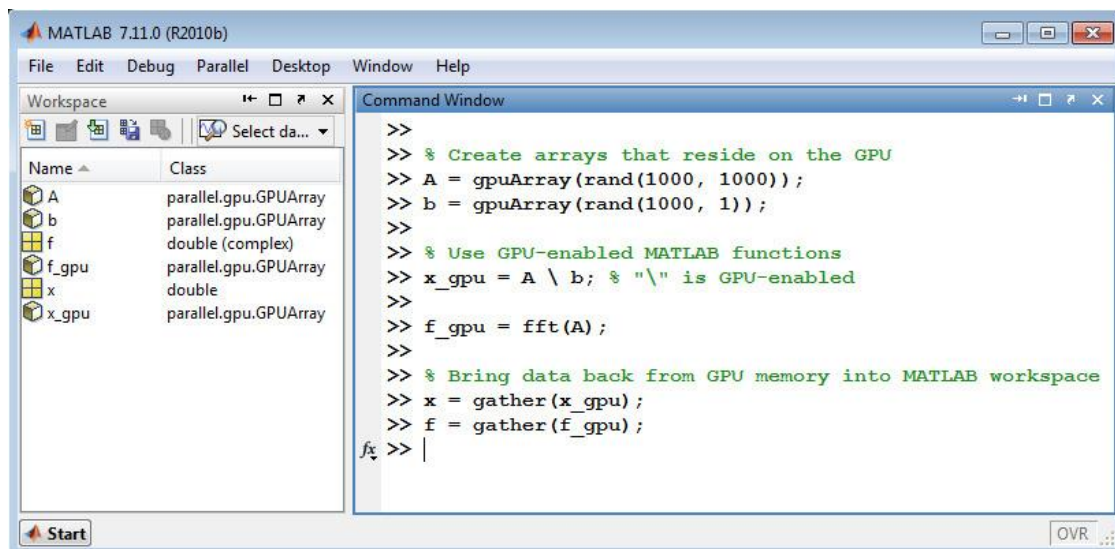 MATLAB 7.11.0 (R2010b)
File Edit Debug Parallel Desktop Window Help
Workspace
Select da...
Name Class
A parallel.gpu.GPUArray
b parallel.gpu.GPUArray
f double (complex)
f_gpu parallel.gpu.GPUArray
x double
x_gpu parallel.gpu.GPUArray
Command Window
>>
>> % Create arrays that reside on the GPU
>> A = gpuArray(rand(1000, 1000));
>> b = gpuArray(rand(1000, 1));
>>
>> % Use GPU-enabled MATLAB functions
>> x_gpu = A \ b; % "\" is GPU-enabled
>>
>> f_gpu = fft(A);
>>
>> % Bring data back from GPU memory into MATLAB workspace
>> x = gather(x_gpu);
>> f = gather(f_gpu);
fx >>
Start
OVR